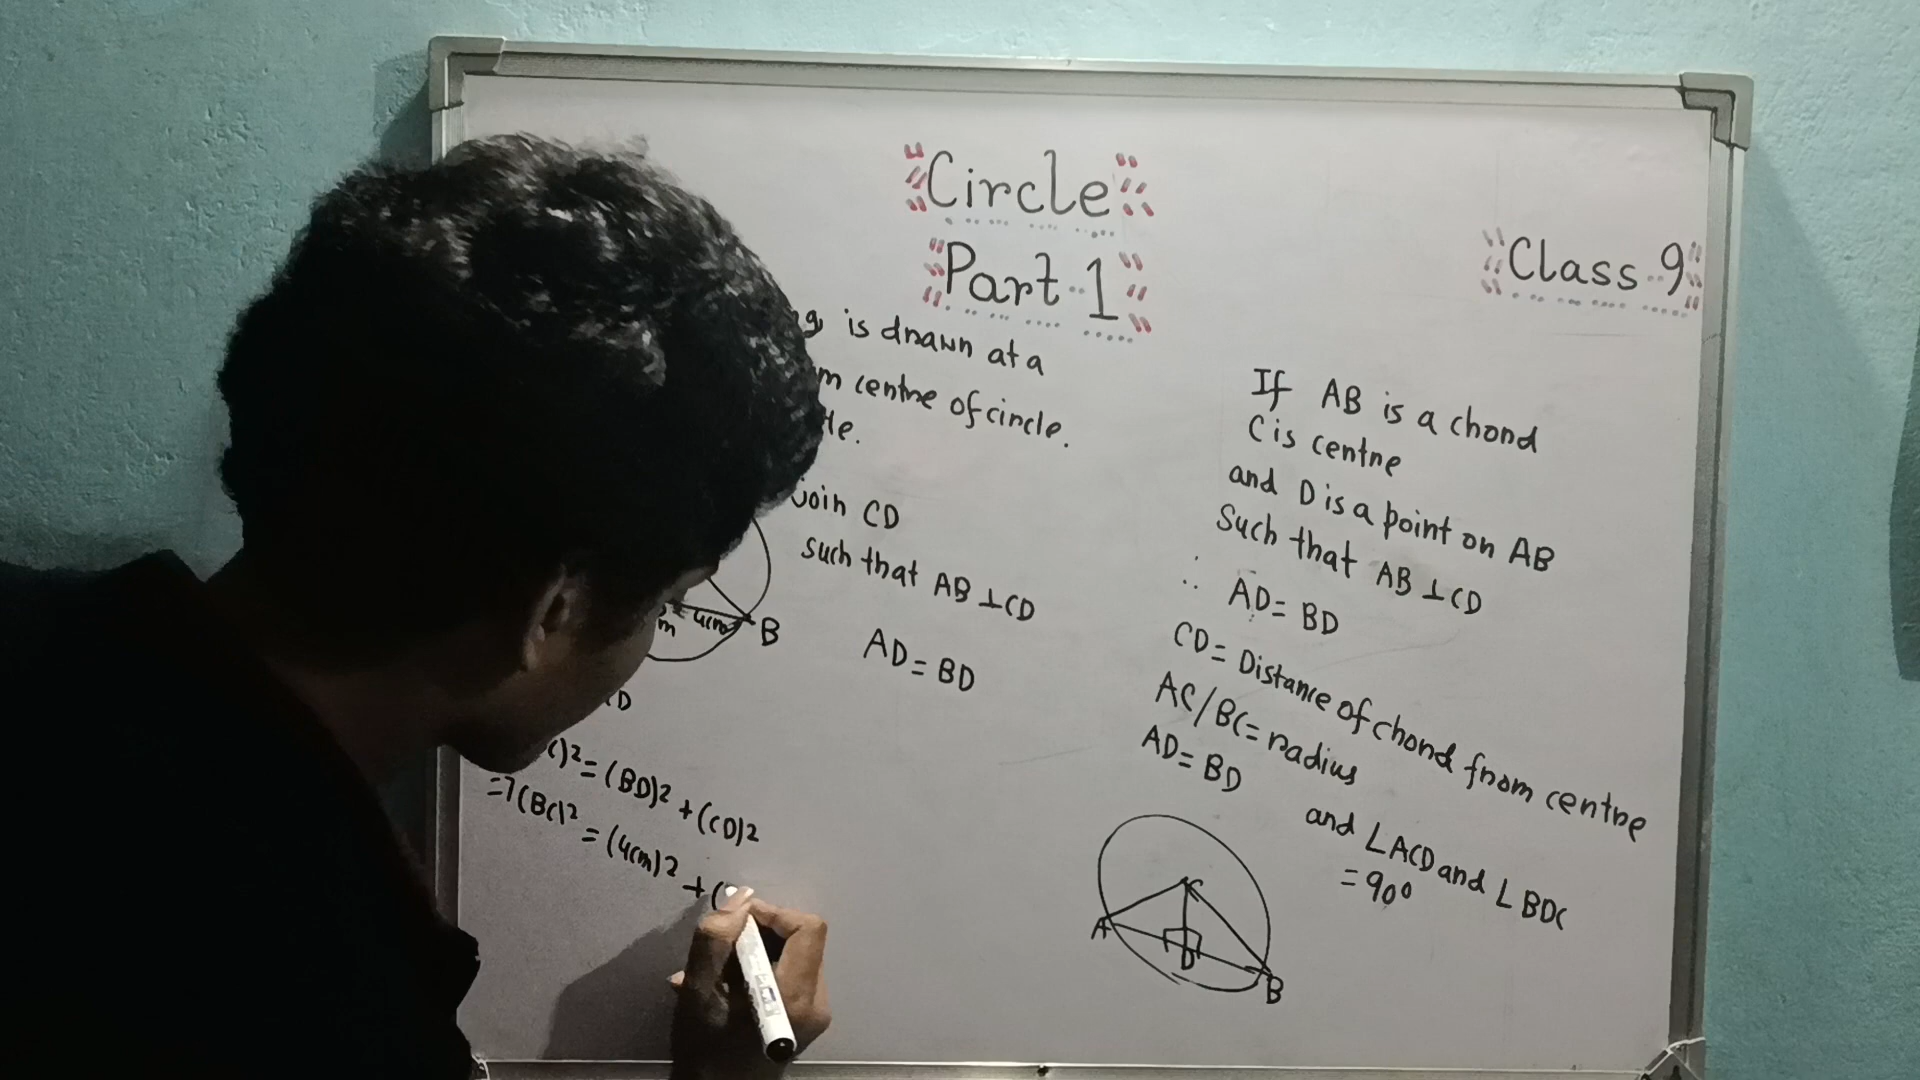 Circle
Part 1
Class 9
is drawn at a
centre of circle.
Join CD
such that AB ⊥ CD
AD = BD
B
4cm
)² = (BD)² + (CD)²
=> (BC)² = (4cm)² + (
If AB is a chord
C is centre
and D is a point on AB
Such that AB ⊥ CD
∴ AD = BD
CD = Distance of chord from centre
AC/BC = radius
AD = BD
and ∠ACD and ∠BDC
= 90°
C
A
D
B